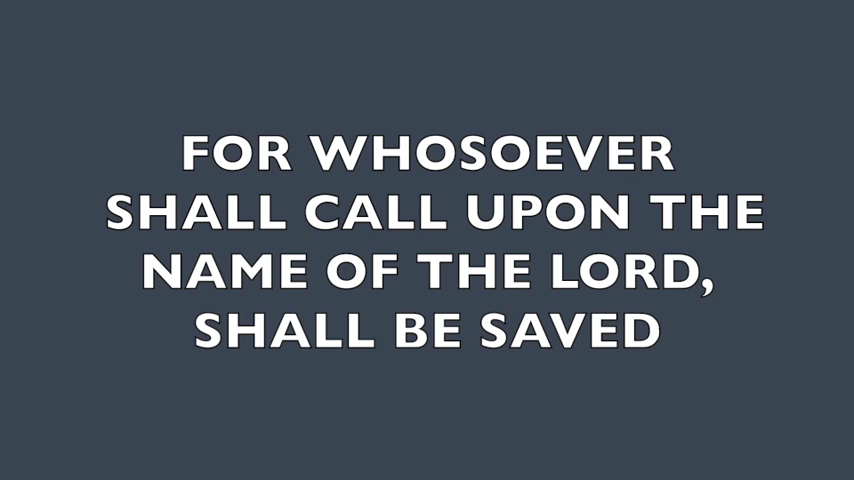 FOR WHOSOEVER
SHALL CALL UPON THE
NAME OF THE LORD,
SHALL BE SAVED